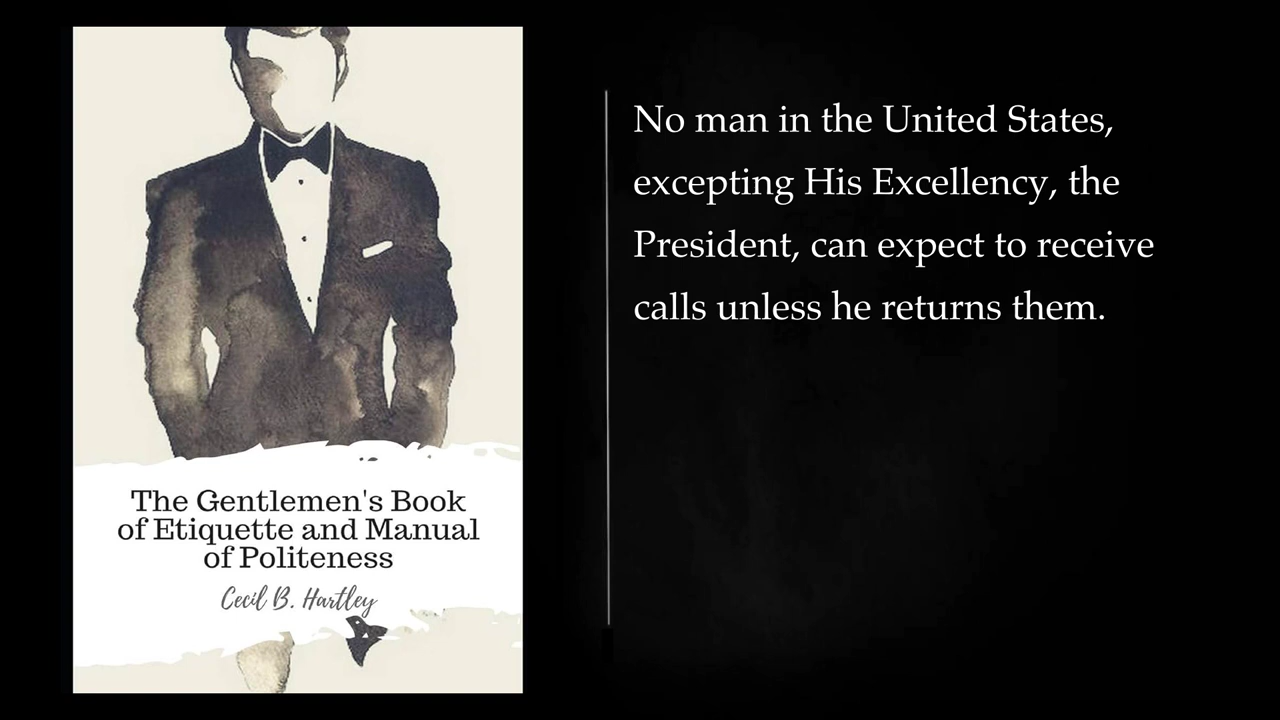 The Gentlemen's Book
of Etiquette and Manual
of Politeness
Cecil B. Hartley
No man in the United States,
excepting His Excellency, the
President, can expect to receive
calls unless he returns them.